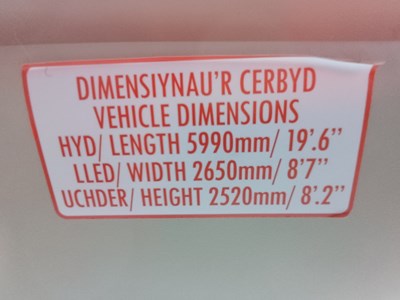 DIMENSIYNAU'R CERBYD
VEHICLE DIMENSIONS
HYD/ LENGTH 5990mm/ 19'.6"
LLED/ WIDTH 2650mm/ 8'7"
UCHDER/ HEIGHT 2520mm/ 8'.2"